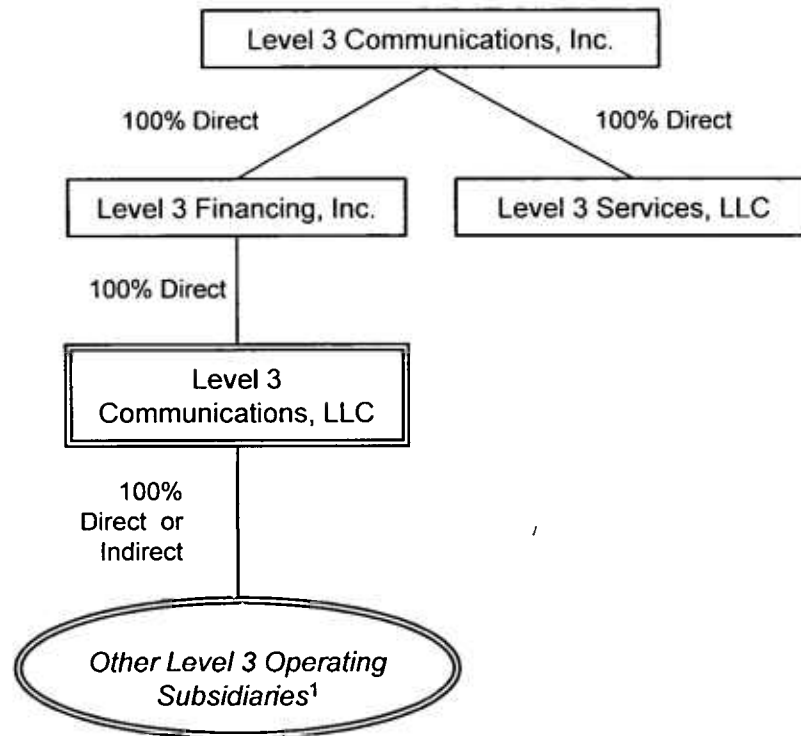 Level 3 Communications, Inc.
100% Direct
100% Direct
Level 3 Financing, Inc.
Level 3 Services, LLC
100% Direct
Level 3
Communications, LLC
100%
Direct or
Indirect
Other Level 3 Operating
Subsidiaries¹